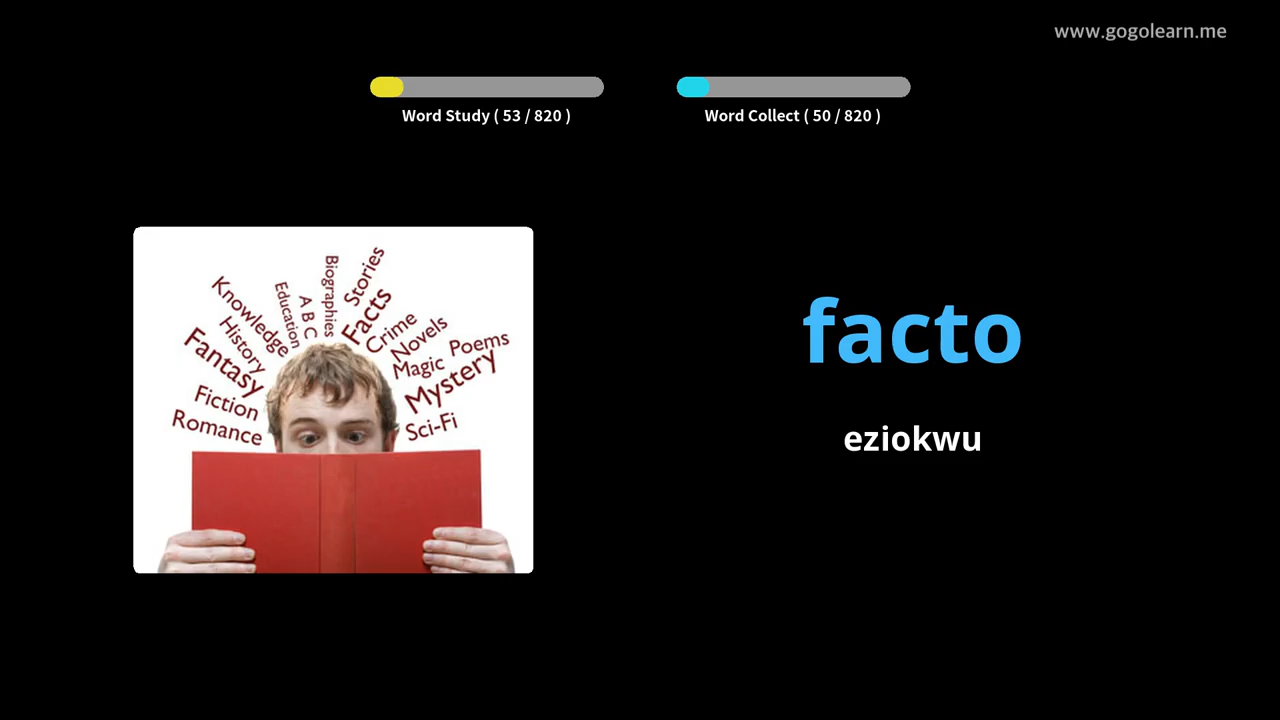 www.gogolearn.me
Word Study ( 53 / 820 )
Word Collect ( 50 / 820 )
Biographies
Stories
Knowledge
Education
A B C
Facts
History
Crime
Novels
Fantasy
Magic
Poems
Mystery
Fiction
Romance
Sci-Fi
facto
eziokwu